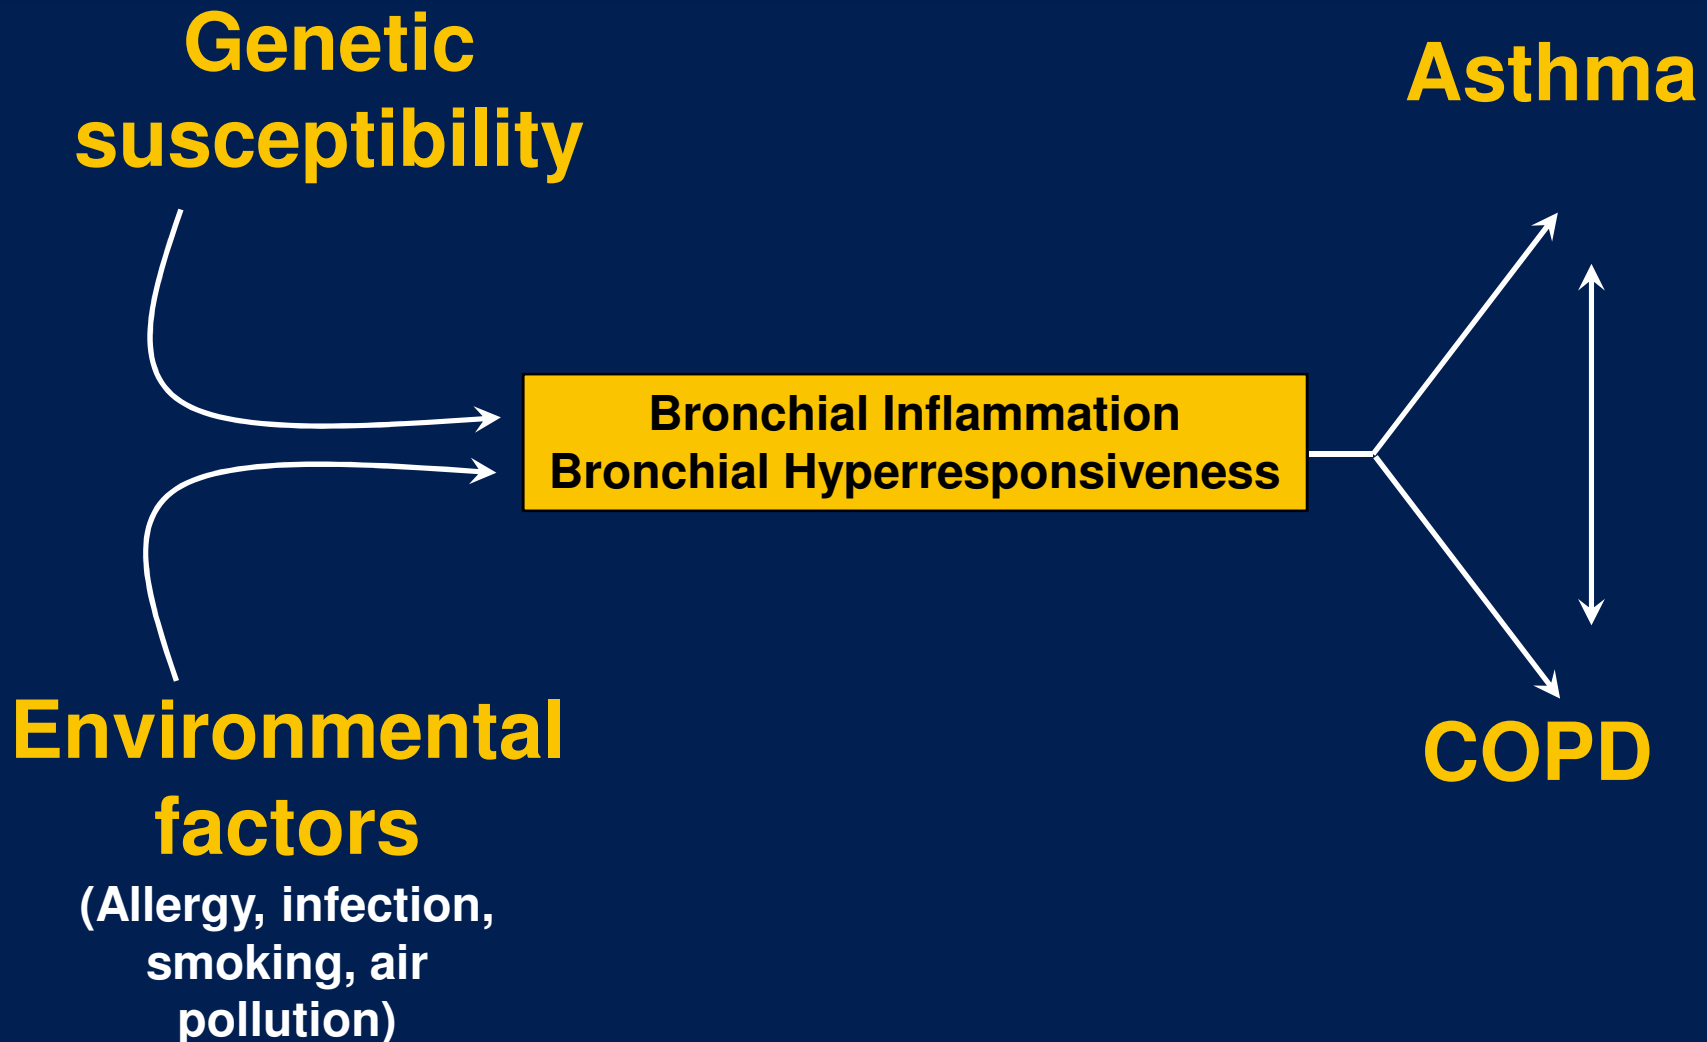 Genetic
susceptibility
Asthma
Bronchial Inflammation
Bronchial Hyperresponsiveness
Environmental
factors
(Allergy, infection,
smoking, air
pollution)
COPD